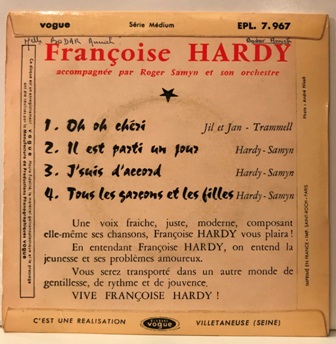 vogue Série Médium EPL. 7.967
Françoise HARDY
accompagnée par Roger Samyn et son orchestre
1. Oh oh chéri Jil et Jan - Trammell
2. Il est parti un jour Hardy-Samyn
3. J'suis d'accord Hardy-Samyn
4. Tous les garçons et les filles Hardy-Samyn
Une voix fraîche, juste, moderne, composant
elle-même ses chansons, Françoise HARDY vous plaira !
En entendant Françoise HARDY, on entend la
jeunesse et ses problèmes amoureux.
Vous serez transporté dans un autre monde de
gentillesse, de rythme et de jouvence.
VIVE FRANÇOISE HARDY !
C'EST UNE REALISATION vogue VILLETANEUSE (SEINE)